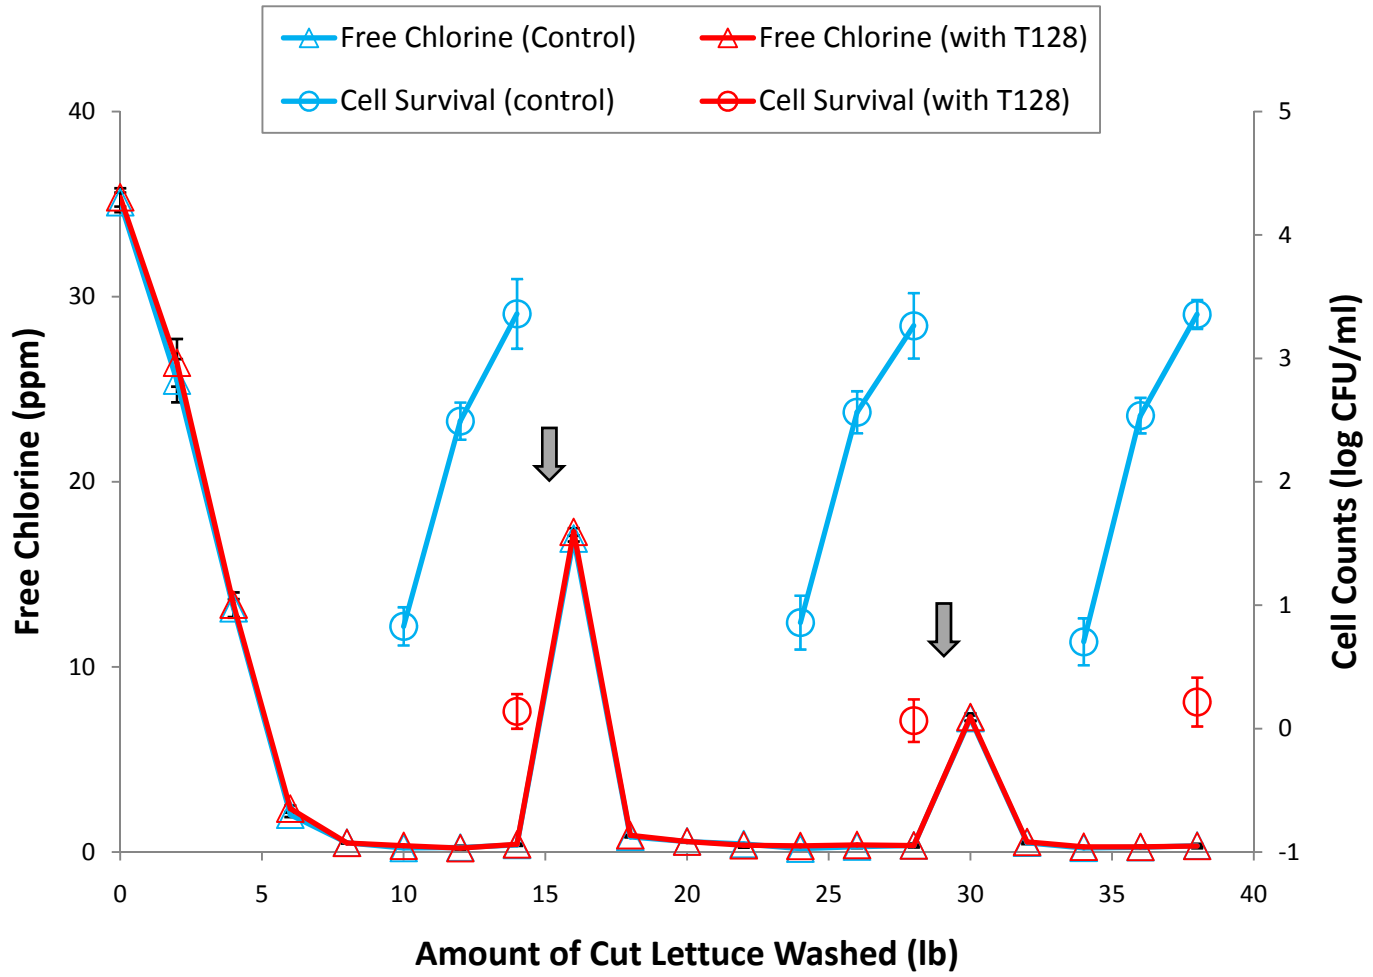 Free Chlorine (Control) Free Chlorine (with T128)
Cell Survival (control) Cell Survival (with T128)
Free Chlorine (ppm)
40
30
20
10
0
5
4
3
2
1
0
-1
Cell Counts (log CFU/ml)
0 5 10 15 20 25 30 35 40
Amount of Cut Lettuce Washed (lb)